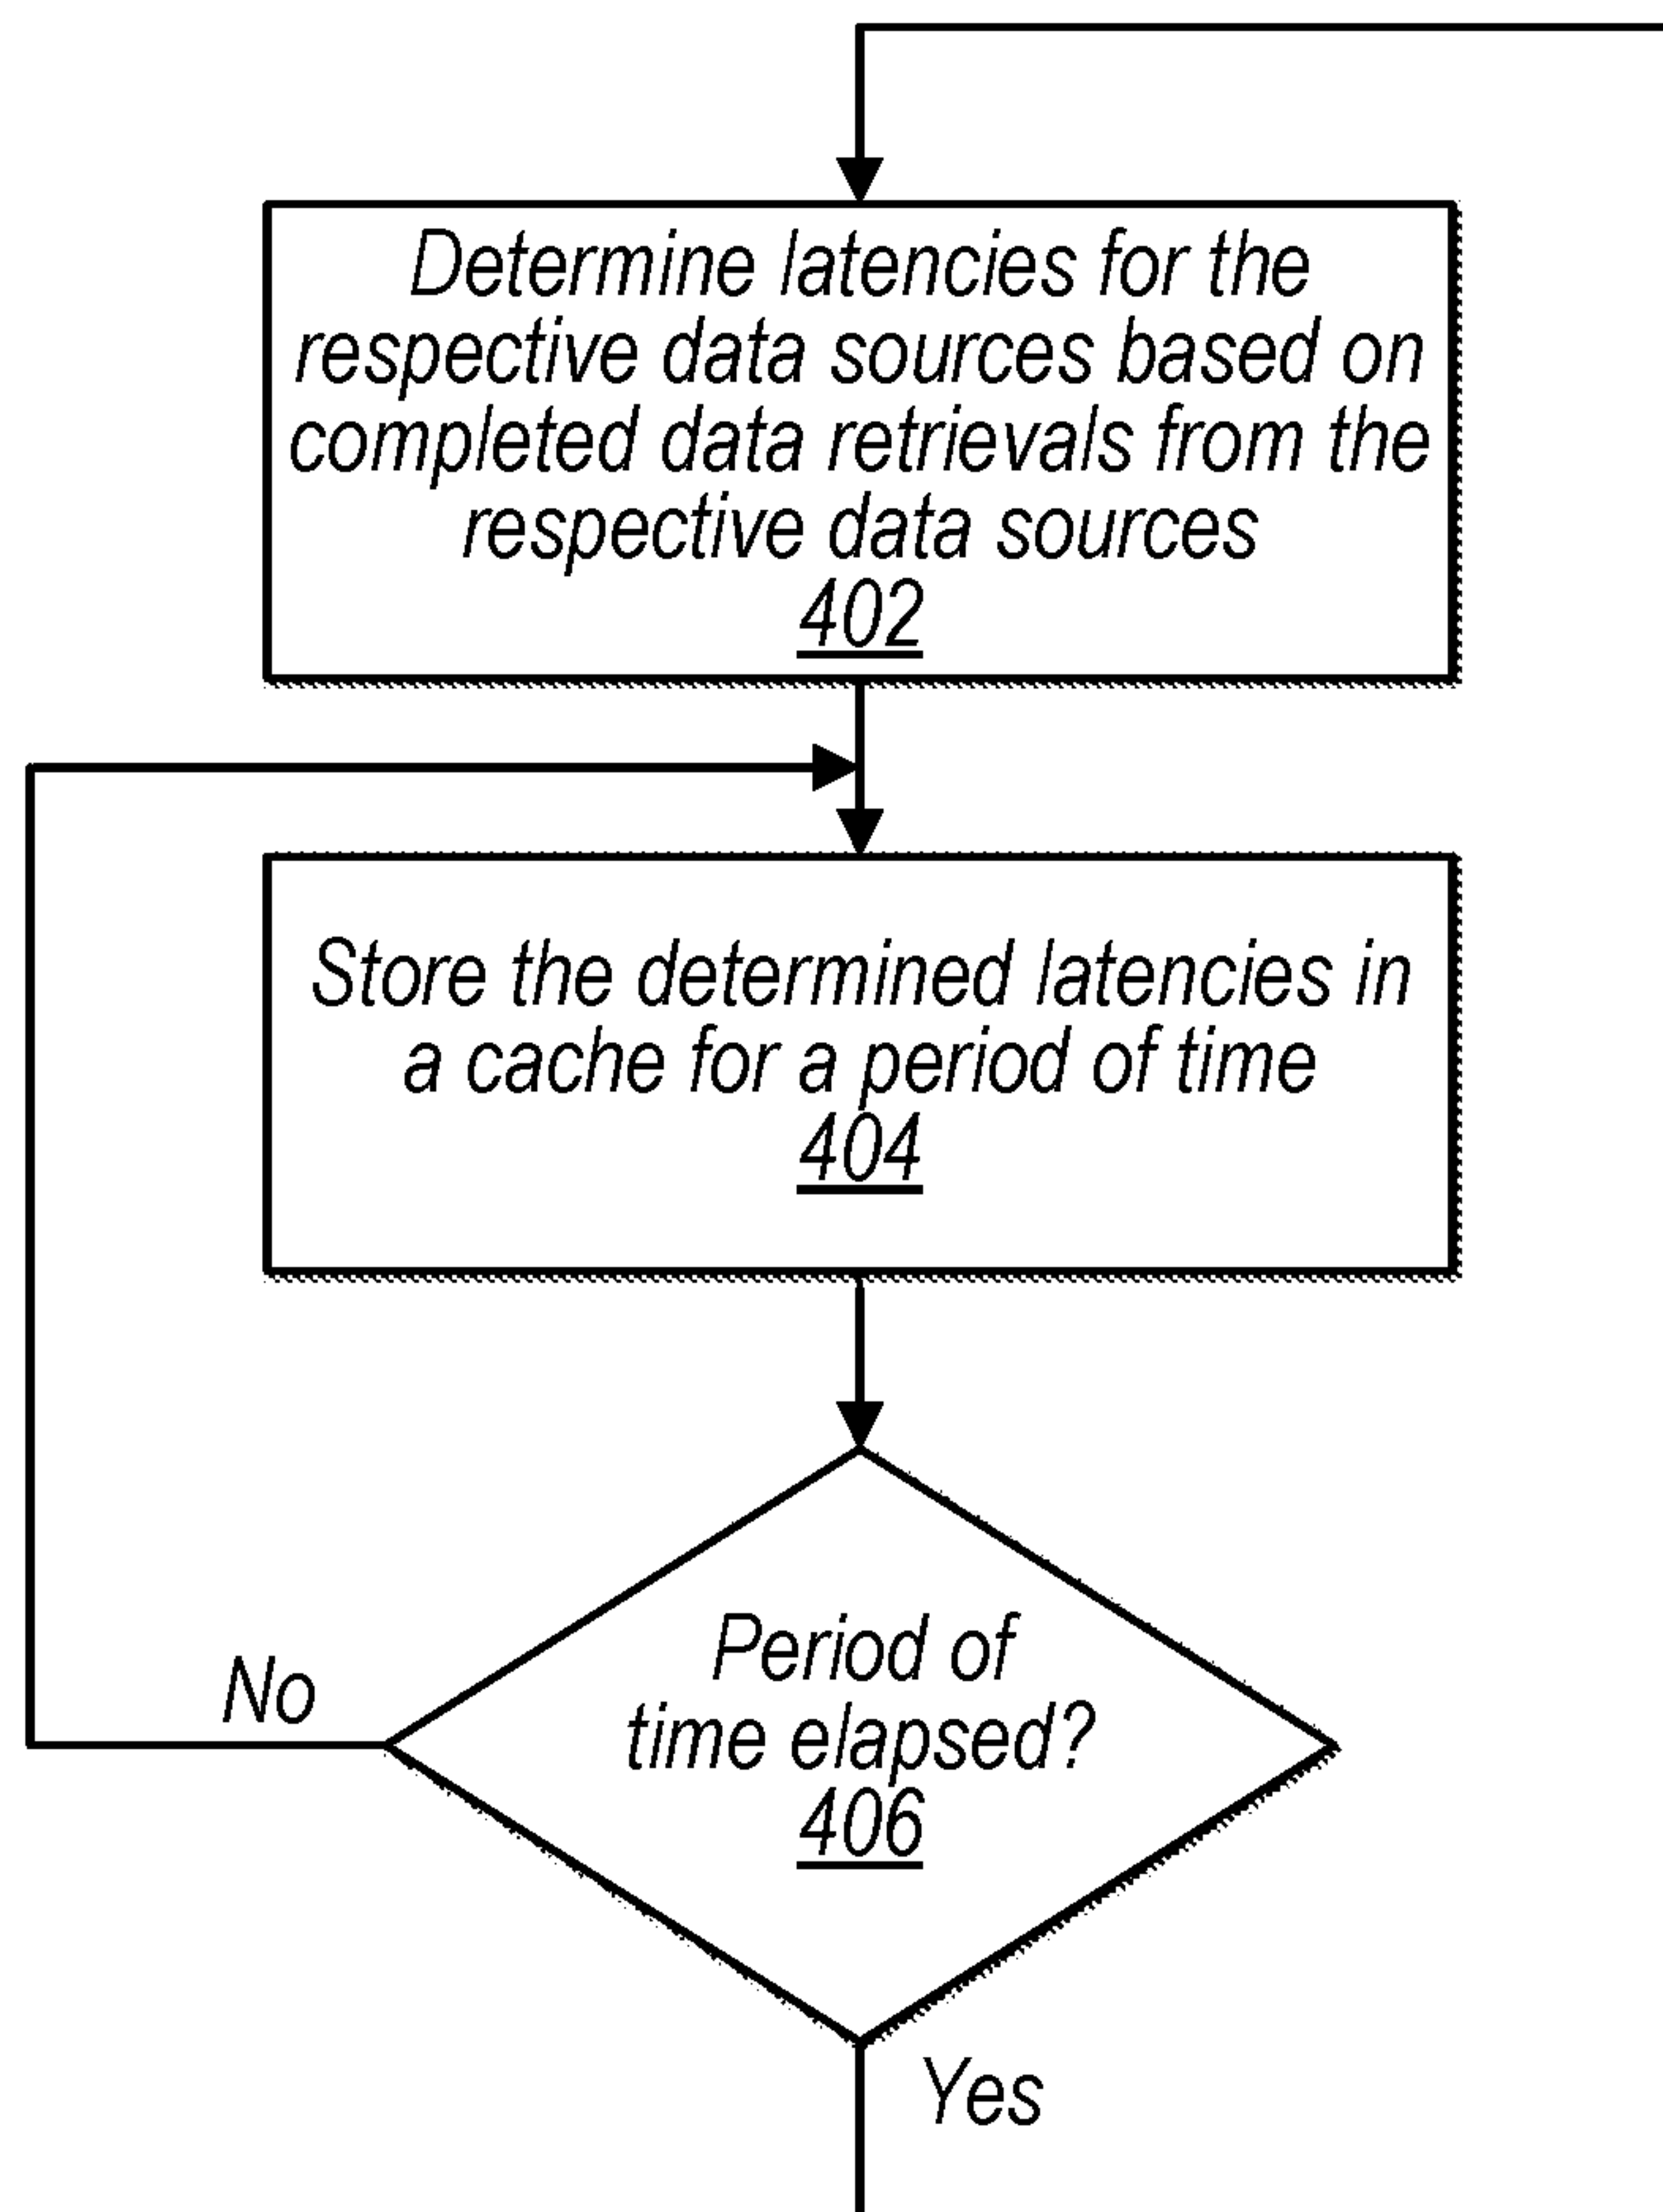 Determine latencies for the
respective data sources based on
completed data retrievals from the
respective data sources
402
Store the determined latencies in
a cache for a period of time
404
Period of
time elapsed?
406
No
Yes